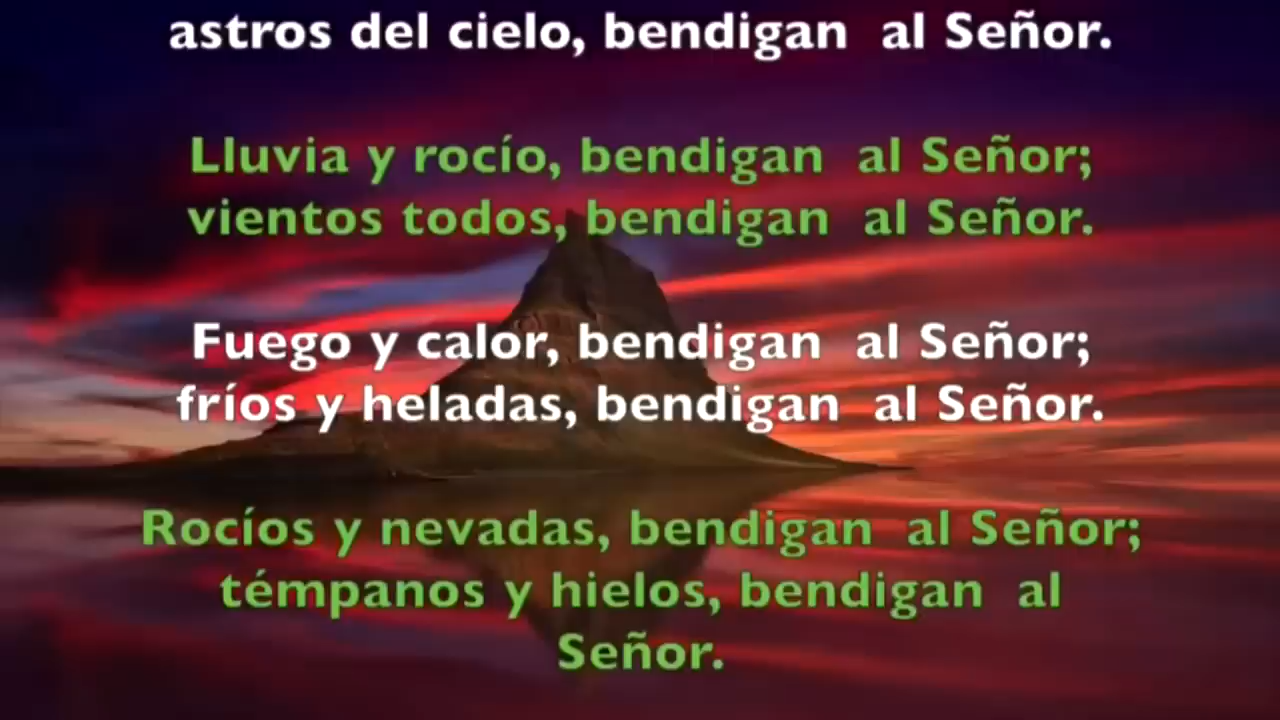 astros del cielo, bendigan al Señor.
Lluvia y rocío, bendigan al Señor;
vientos todos, bendigan al Señor.
Fuego y calor, bendigan al Señor;
fríos y heladas, bendigan al Señor.
Rocíos y nevadas, bendigan al Señor;
témpanos y hielos, bendigan al
Señor.